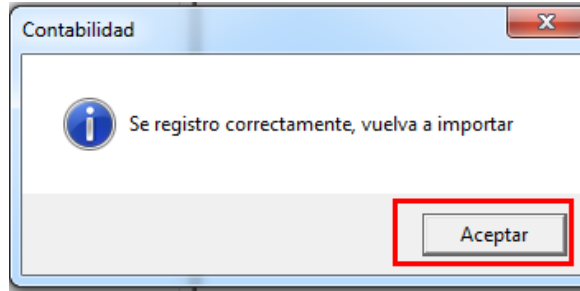 Contabilidad
Se registro correctamente, vuelva a importar
Aceptar